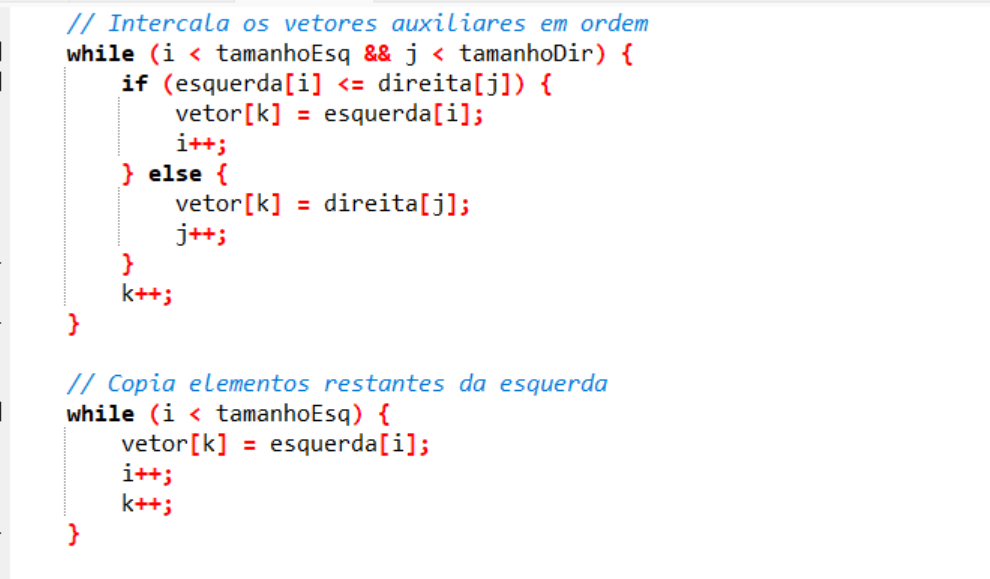 // Intercala os vetores auxiliares em ordem
while (i < tamanhoEsq && j < tamanhoDir) {
if (esquerda[i] <= direita[j]) {
vetor[k] = esquerda[i];
i++;
} else {
vetor[k] = direita[j];
j++;
}
k++;
}
// Copia elementos restantes da esquerda
while (i < tamanhoEsq) {
vetor[k] = esquerda[i];
i++;
k++;
}